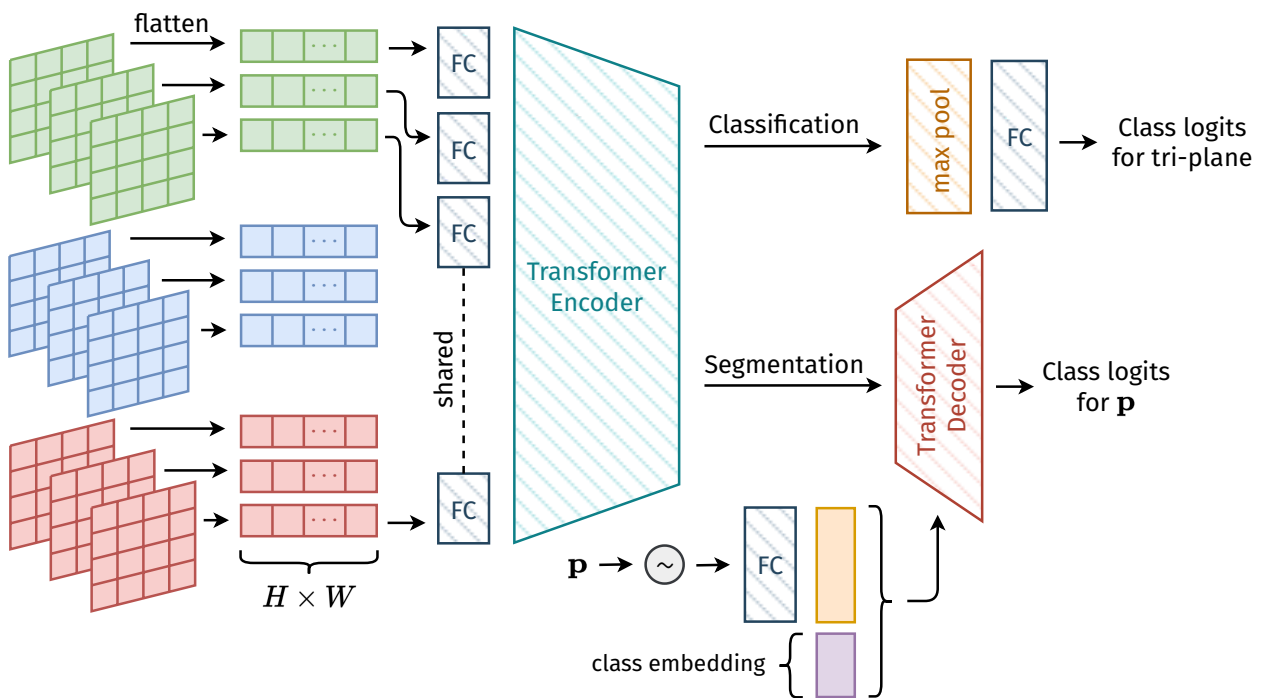 flatten
...
...
...
FC
FC
FC
Classification
max pool
FC
Class logits
for tri-plane
...
...
...
Transformer
Encoder
shared
Segmentation
Transformer
Decoder
Class logits
for p
...
...
...
FC
H × W
p
~
FC
class embedding